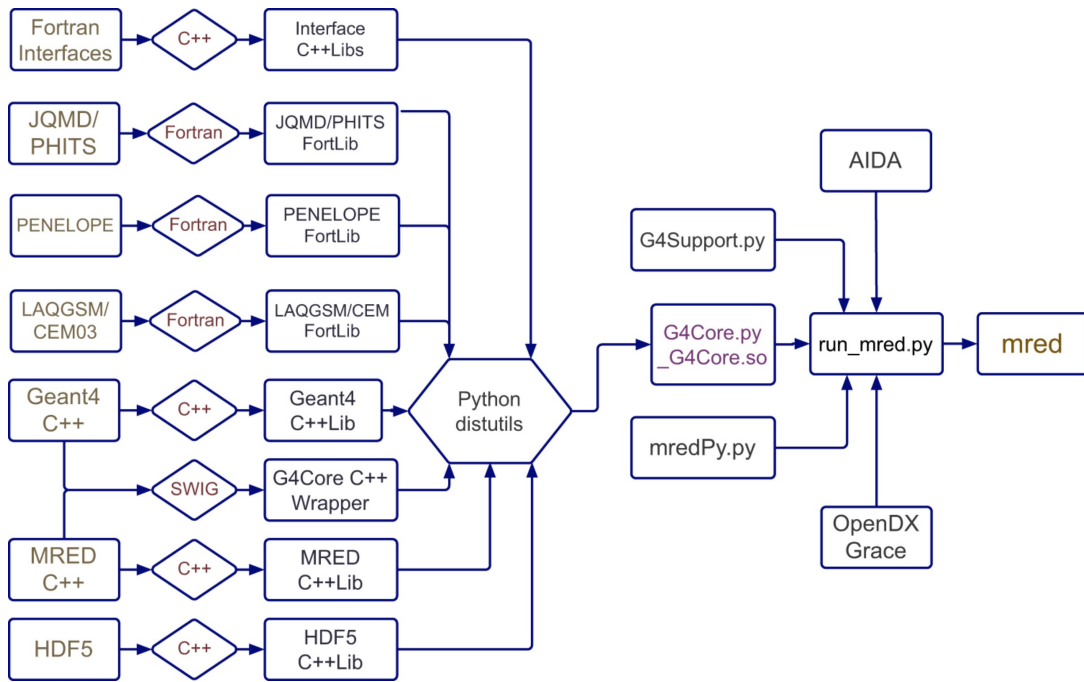 Fortran
Interfaces
C++
Interface
C++Libs
JQMD/
PHITS
Fortran
JQMD/PHITS
FortLib
PENELOPE
Fortran
PENELOPE
FortLib
LAQGSM/
CEM03
Fortran
LAQGSM/CEM
FortLib
Geant4
C++
C++
Geant4
C++Lib
SWIG
G4Core C++
Wrapper
MRED
C++
C++
MRED
C++Lib
HDF5
C++
HDF5
C++Lib
Python
distutils
G4Support.py
G4Core.py
_G4Core.so
mredPy.py
AIDA
run_mred.py
OpenDX
Grace
mred